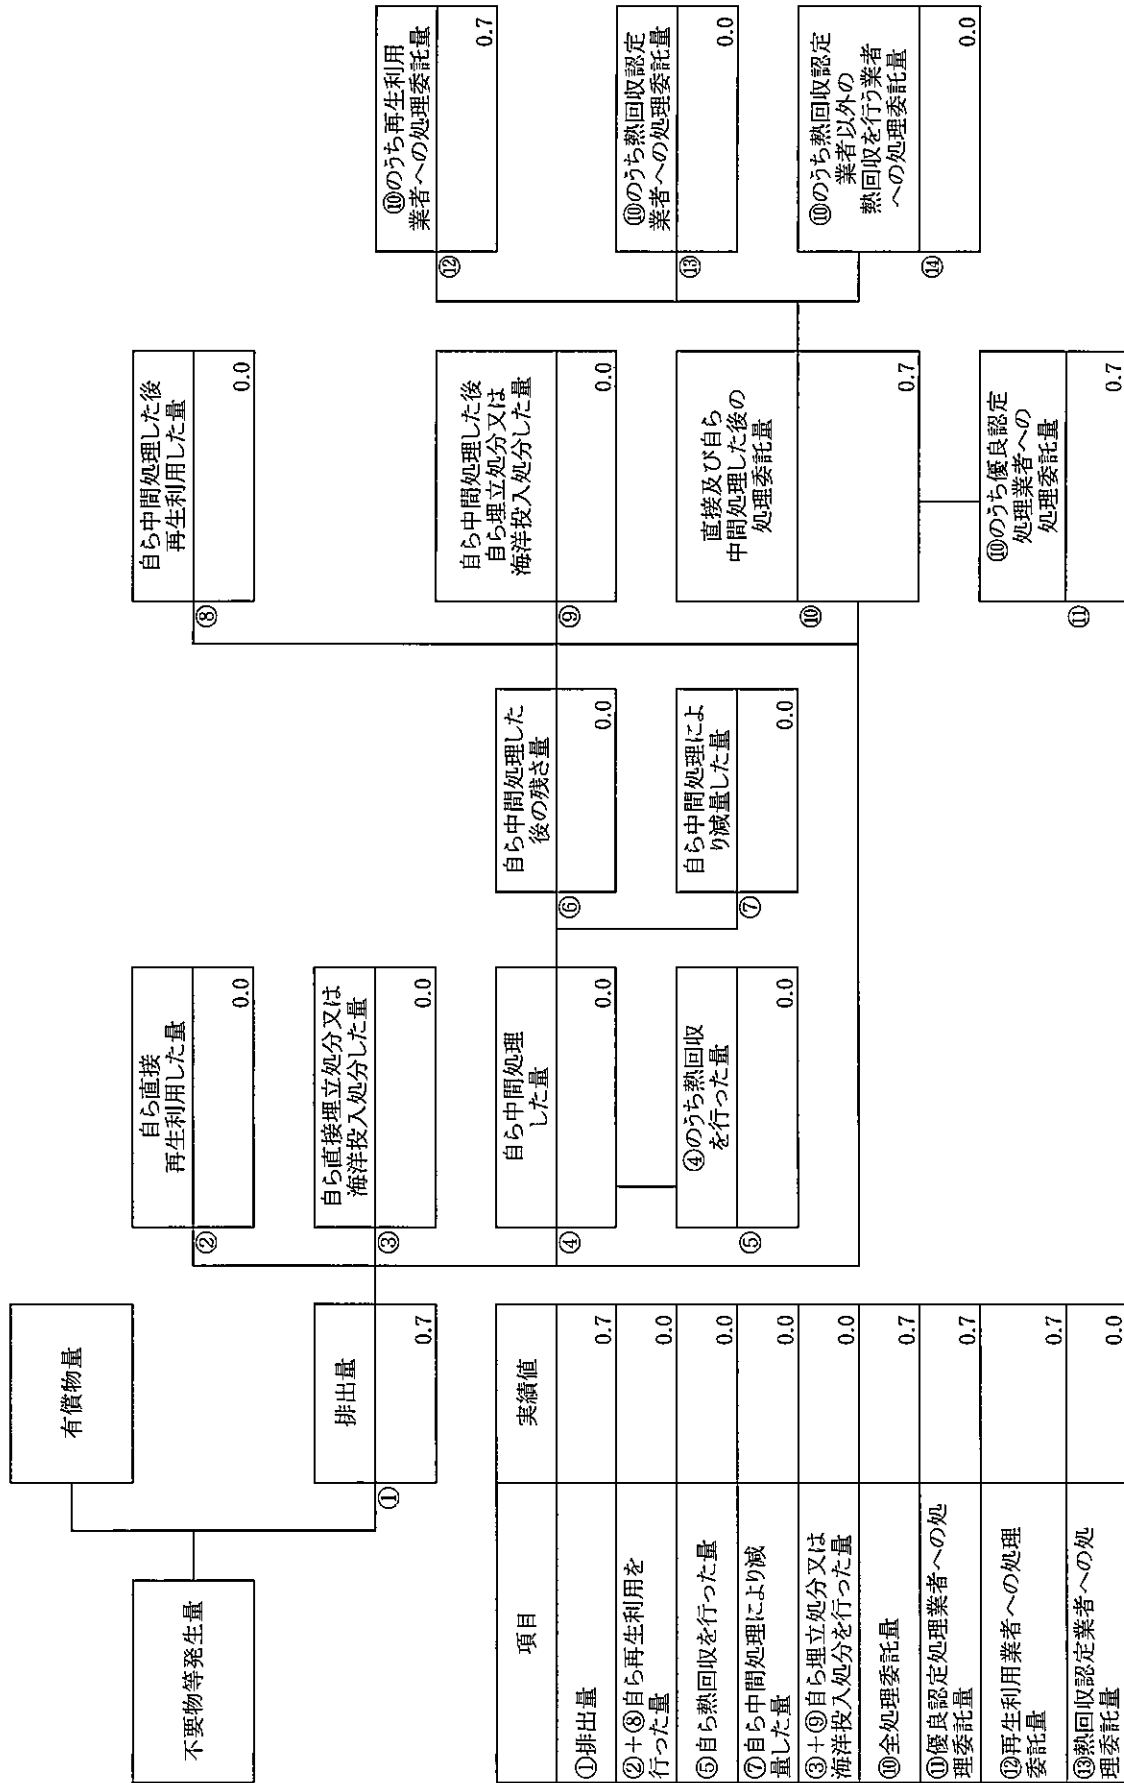 不要物等発生量
有償物量
排出量
①
0.7
自ら直接
再生利用した量
②
0.0
自ら直接埋立処分又は
海洋投入処分した量
③
0.0
自ら中間処理
した量
④
0.0
④のうち熱回収
を行った量
⑤
0.0
自ら中間処理した
後の残さ量
⑥
0.0
自ら中間処理によ
り減量した量
⑦
0.0
自ら中間処理した後
再生利用した量
⑧
0.0
自ら中間処理した後
自ら埋立処分又は
海洋投入処分した量
⑨
0.0
直接及び自ら
中間処理した後の
処理委託量
⑩
0.7
⑩のうち優良認定
処理業者への
処理委託量
⑪
0.7
⑩のうち再生利用
業者への処理委託量
⑫
0.7
⑩のうち熱回収認定
業者への処理委託量
⑬
0.0
⑩のうち熱回収認定
業者以外の
熱回収を行う業者
への処理委託量
⑭
0.0
項目
実績値
①排出量
0.7
②+⑧自ら再生利用を
行った量
0.0
⑤自ら熱回収を行った量
0.0
⑦自ら中間処理により減
量した量
0.0
③+⑨自ら埋立処分又は
海洋投入処分を行った量
0.0
⑩全処理委託量
0.7
⑪優良認定処理業者への処
理委託量
0.7
⑫再生利用業者への処理
委託量
0.7
⑬熱回収認定業者への処
理委託量
0.0